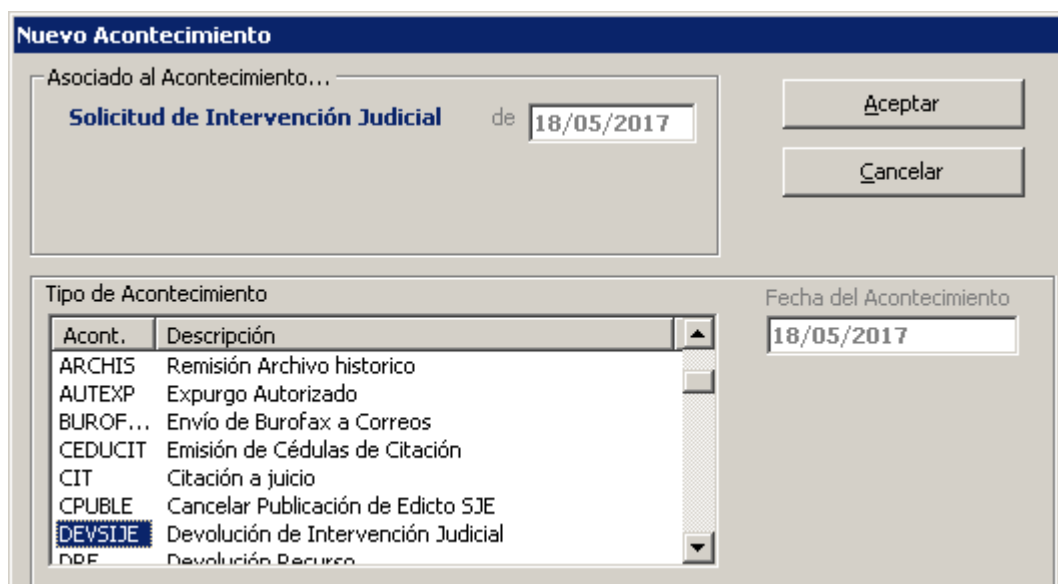 Nuevo Acontecimiento
Asociado al Acontecimiento...
Solicitud de Intervención Judicial de 18/05/2017
Aceptar
Cancelar
Tipo de Acontecimiento
Acont. Descripción
ARCHIS Remisión Archivo historico
AUTEXP Expurgo Autorizado
BUROF... Envío de Burofax a Correos
CEDUCIT Emisión de Cédulas de Citación
CIT Citación a juicio
CPUBLE Cancelar Publicación de Edicto SJE
DEVSIJE Devolución de Intervención Judicial
Devolución Recurso
Fecha del Acontecimiento
18/05/2017